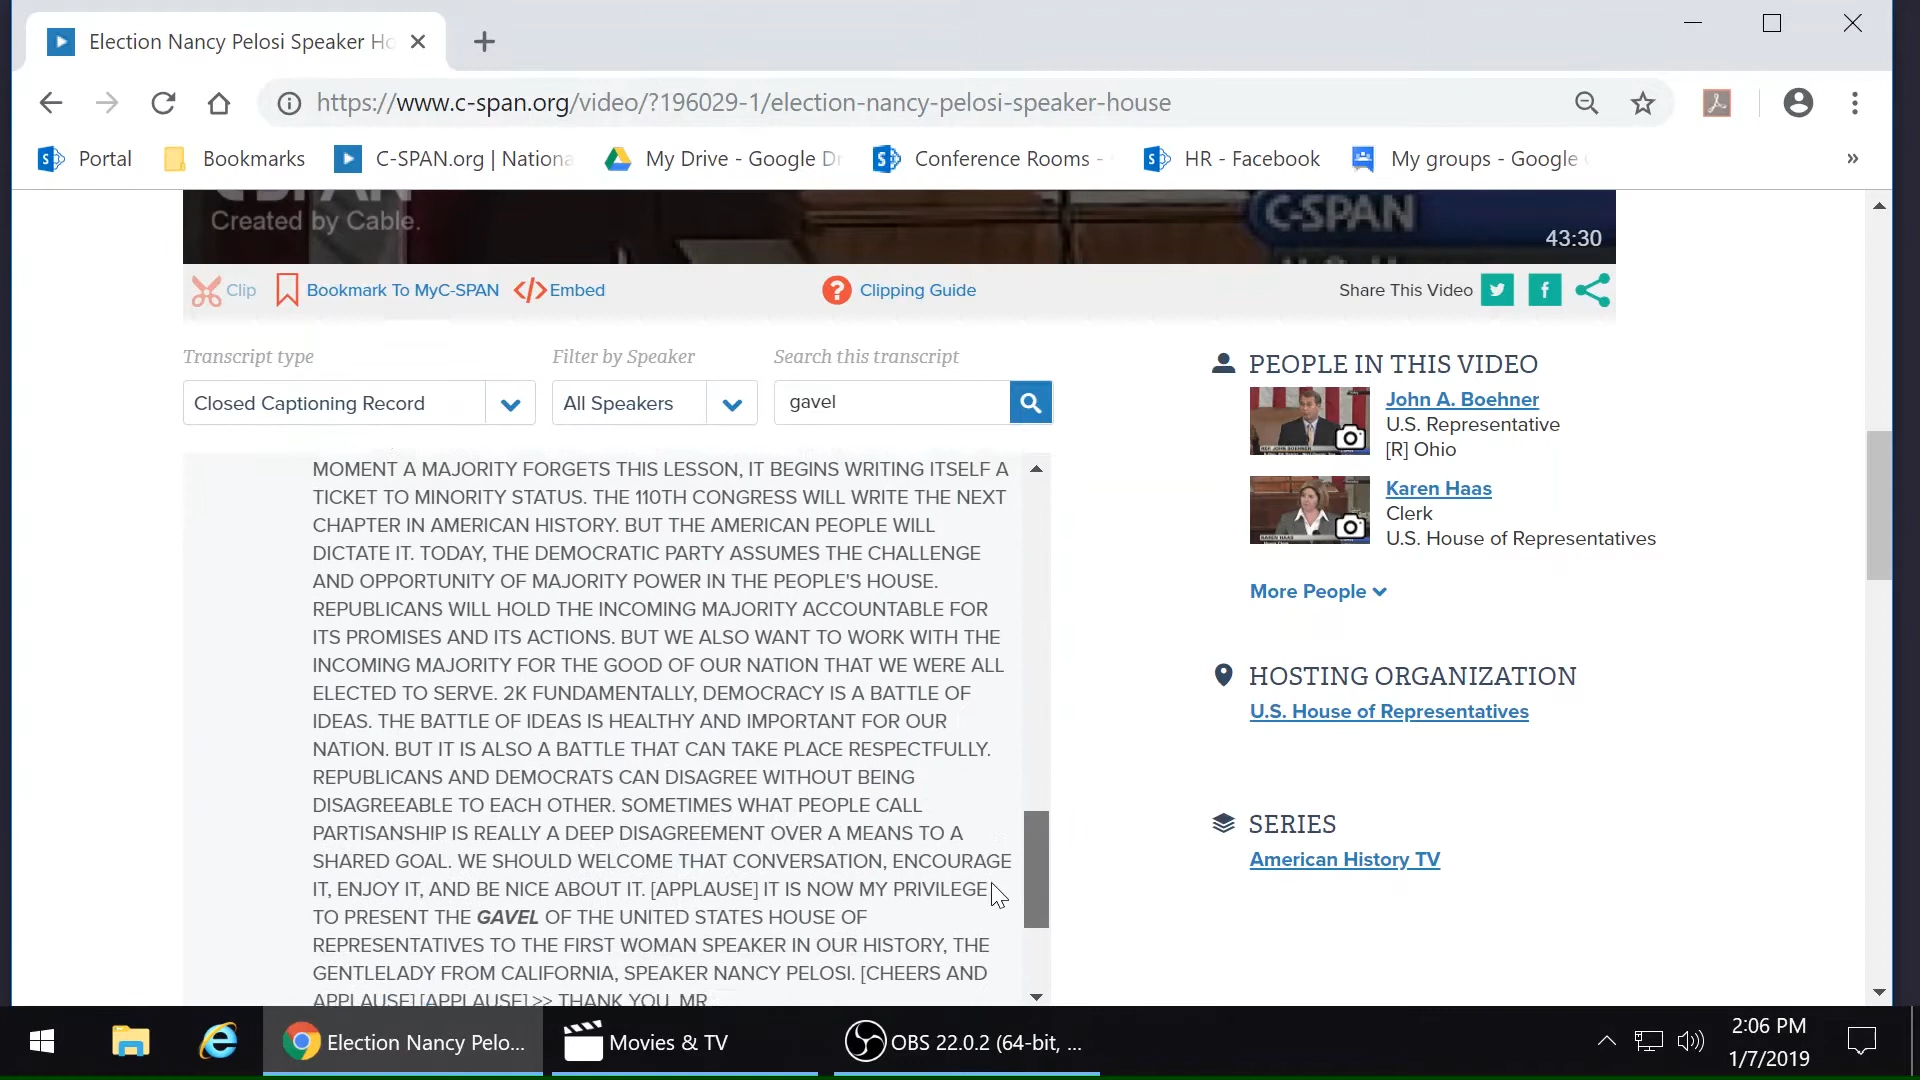 Election Nancy Pelosi Speaker Ho
https://www.c-span.org/video/?196029-1/election-nancy-pelosi-speaker-house
Portal
Bookmarks
C-SPAN.org | Nationa
My Drive - Google Dr
Conference Rooms -
HR - Facebook
My groups - Google
»
C-SPAN
Created by Cable.
C-SPAN
43:30
Clip
Bookmark To MyC-SPAN
Embed
Clipping Guide
Share This Video
Transcript type
Filter by Speaker
Search this transcript
Closed Captioning Record
All Speakers
gavel
MOMENT A MAJORITY FORGETS THIS LESSON, IT BEGINS WRITING ITSELF A
TICKET TO MINORITY STATUS. THE 110TH CONGRESS WILL WRITE THE NEXT
CHAPTER IN AMERICAN HISTORY. BUT THE AMERICAN PEOPLE WILL
DICTATE IT. TODAY, THE DEMOCRATIC PARTY ASSUMES THE CHALLENGE
AND OPPORTUNITY OF MAJORITY POWER IN THE PEOPLE'S HOUSE.
REPUBLICANS WILL HOLD THE INCOMING MAJORITY ACCOUNTABLE FOR
ITS PROMISES AND ITS ACTIONS. BUT WE ALSO WANT TO WORK WITH THE
INCOMING MAJORITY FOR THE GOOD OF OUR NATION THAT WE WERE ALL
ELECTED TO SERVE. 2K FUNDAMENTALLY, DEMOCRACY IS A BATTLE OF
IDEAS. THE BATTLE OF IDEAS IS HEALTHY AND IMPORTANT FOR OUR
NATION. BUT IT IS ALSO A BATTLE THAT CAN TAKE PLACE RESPECTFULLY.
REPUBLICANS AND DEMOCRATS CAN DISAGREE WITHOUT BEING
DISAGREEABLE TO EACH OTHER. SOMETIMES WHAT PEOPLE CALL
PARTISANSHIP IS REALLY A DEEP DISAGREEMENT OVER A MEANS TO A
SHARED GOAL. WE SHOULD WELCOME THAT CONVERSATION, ENCOURAGE
IT, ENJOY IT, AND BE NICE ABOUT IT. [APPLAUSE] IT IS NOW MY PRIVILEGE
TO PRESENT THE GAVEL OF THE UNITED STATES HOUSE OF
REPRESENTATIVES TO THE FIRST WOMAN SPEAKER IN OUR HISTORY, THE
GENTLELADY FROM CALIFORNIA, SPEAKER NANCY PELOSI. [CHEERS AND
APPLAUSE] [APPLAUSE] >> THANK YOU, MR.
PEOPLE IN THIS VIDEO
John A. Boehner
U.S. Representative
[R] Ohio
Karen Haas
Clerk
U.S. House of Representatives
More People
HOSTING ORGANIZATION
U.S. House of Representatives
SERIES
American History TV
Election Nancy Pelo...
Movies & TV
OBS 22.0.2 (64-bit, ...
2:06 PM
1/7/2019